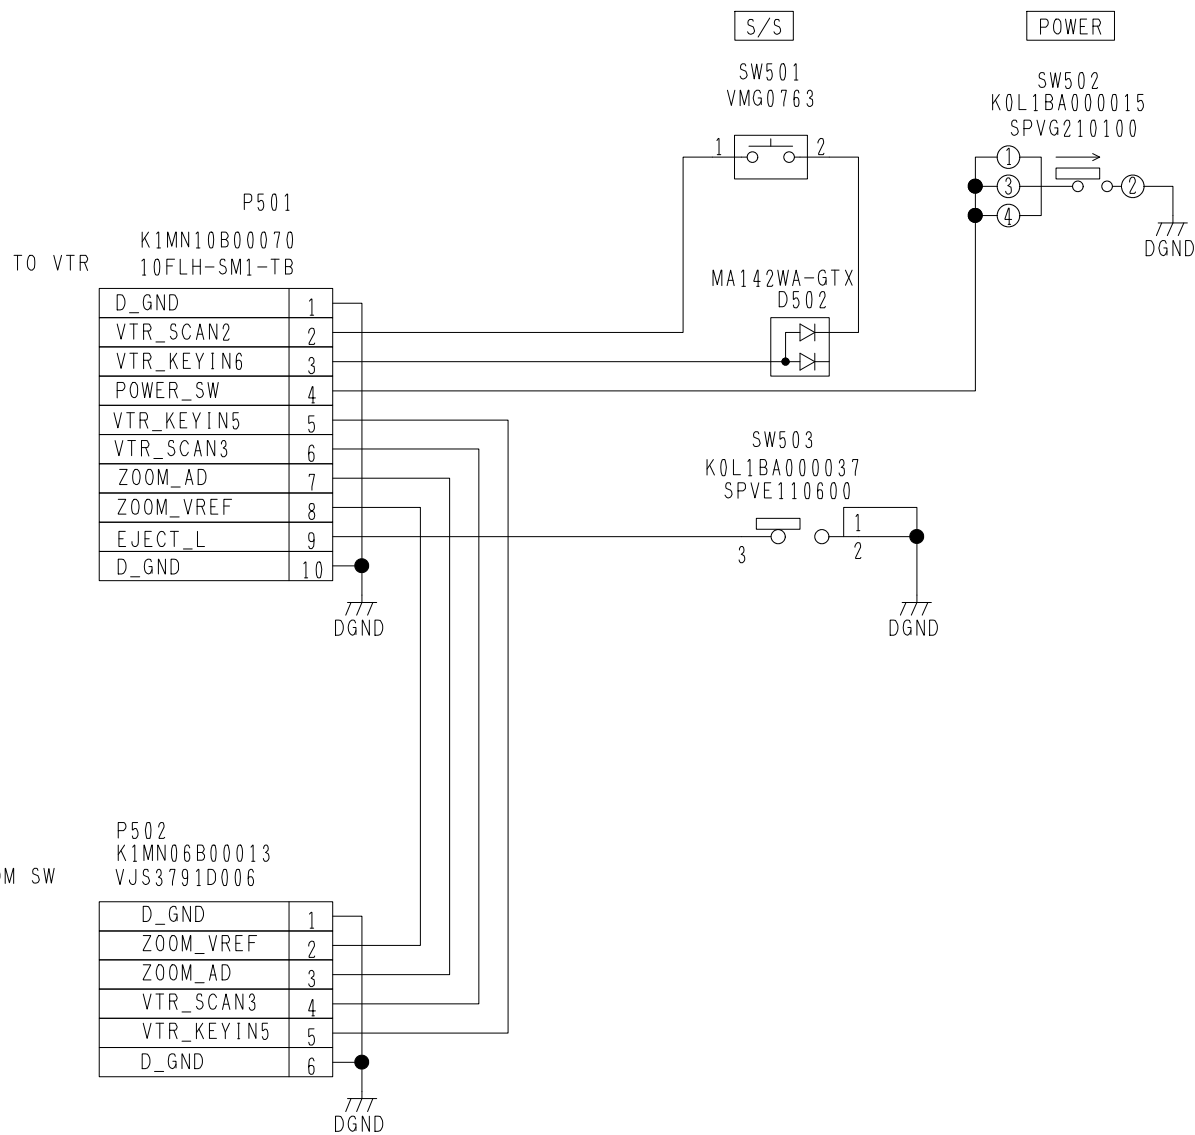 S/S
SW501
VMG0763
1
2
POWER
SW502
K0L1BA000015
SPVG210100
1
3
4
2
DGND
P501
K1MN10B00070
10FLH-SM1-TB
TO VTR
D_GND 1
VTR_SCAN2 2
VTR_KEYIN6 3
POWER_SW 4
VTR_KEYIN5 5
VTR_SCAN3 6
ZOOM_AD 7
ZOOM_VREF 8
EJECT_L 9
D_GND 10
DGND
MA142WA-GTX
D502
SW503
K0L1BA000037
SPVE110600
1
3 2
DGND
P502
K1MN06B00013
VJS3791D006
OM SW
D_GND 1
ZOOM_VREF 2
ZOOM_AD 3
VTR_SCAN3 4
VTR_KEYIN5 5
D_GND 6
DGND